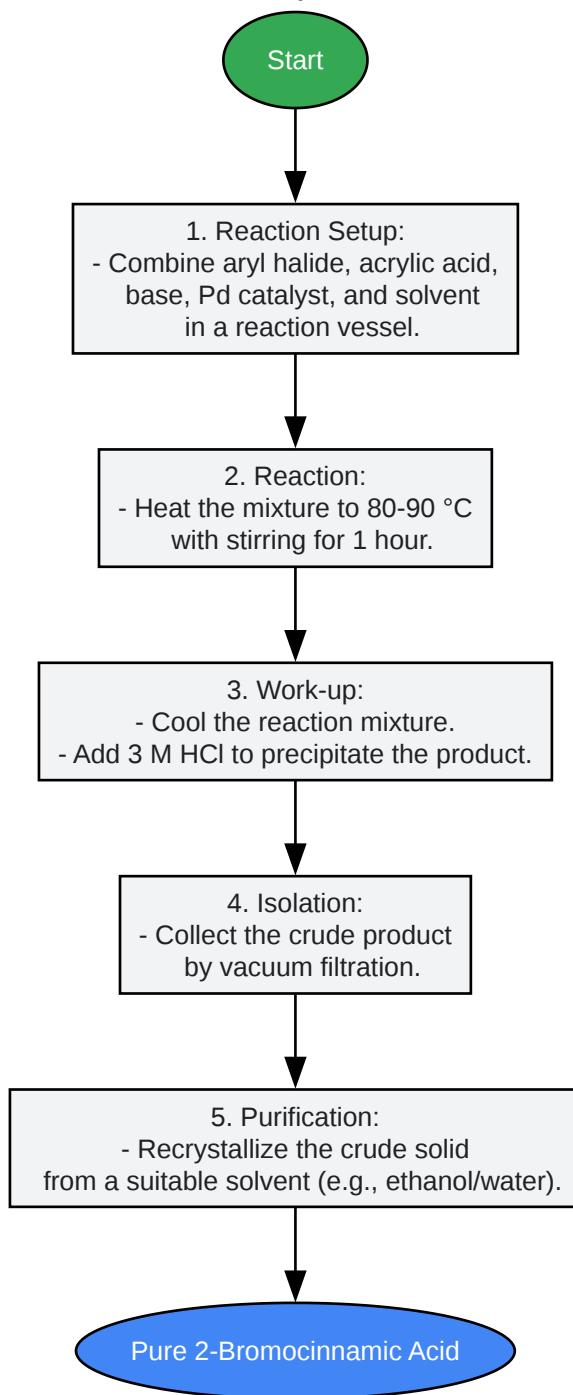 Start
1. Reaction Setup:
- Combine aryl halide, acrylic acid,
base, Pd catalyst, and solvent
in a reaction vessel.
2. Reaction:
- Heat the mixture to 80-90 °C
with stirring for 1 hour.
3. Work-up:
- Cool the reaction mixture.
- Add 3 M HCl to precipitate the product.
4. Isolation:
- Collect the crude product
by vacuum filtration.
5. Purification:
- Recrystallize the crude solid
from a suitable solvent (e.g., ethanol/water).
Pure 2-Bromocinnamic Acid